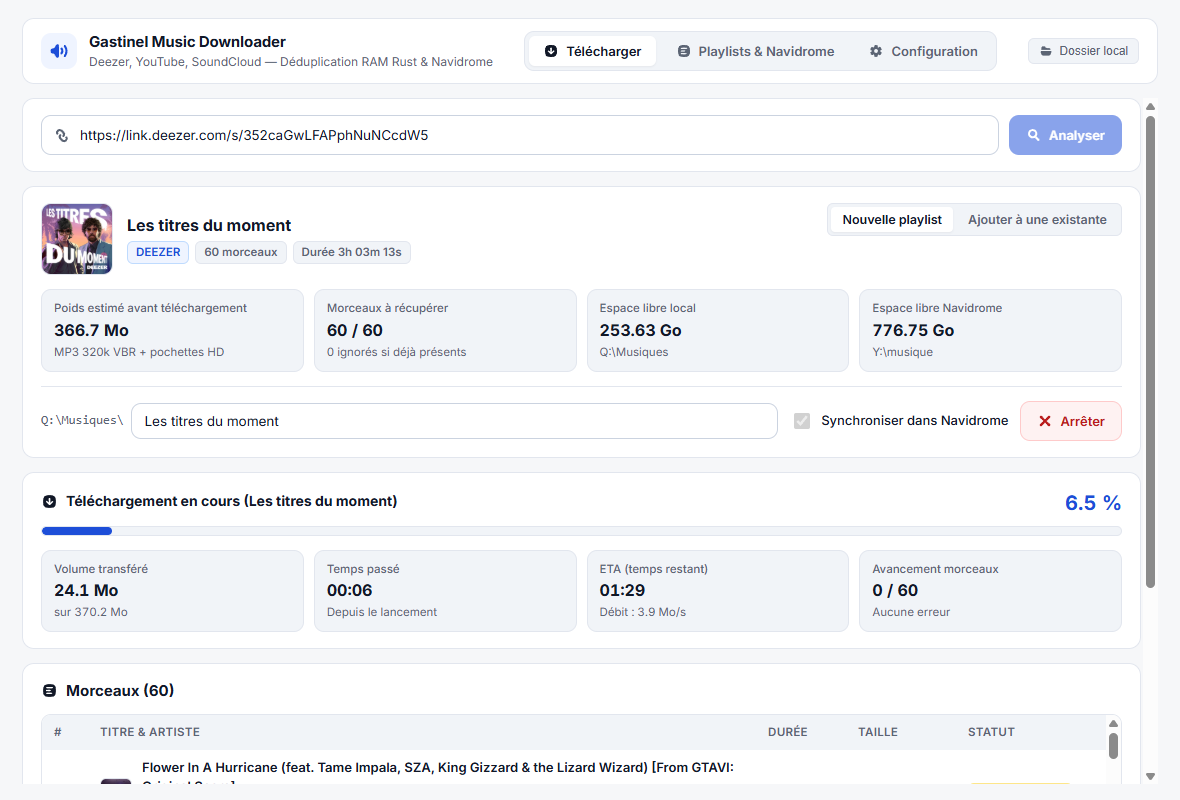 Gastinel Music Downloader
Deezer, YouTube, SoundCloud — Déduplication RAM Rust & Navidrome
Télécharger
Playlists & Navidrome
Configuration
Dossier local
https://link.deezer.com/s/352caGwLFAPphNuNCcdW5
Analyser
LES TITRES
DU MOMENT
DEEZER
Les titres du moment
DEEZER
60 morceaux
Durée 3h 03m 13s
Nouvelle playlist
Ajouter à une existante
Poids estimé avant téléchargement
366.7 Mo
MP3 320k VBR + pochettes HD
Morceaux à récupérer
60 / 60
0 ignorés si déjà présents
Espace libre local
253.63 Go
Q:\Musiques
Espace libre Navidrome
776.75 Go
Y:\musique
Q:\Musiques\
Les titres du moment
Synchroniser dans Navidrome
Arrêter
Téléchargement en cours (Les titres du moment)
6.5 %
Volume transféré
24.1 Mo
sur 370.2 Mo
Temps passé
00:06
Depuis le lancement
ETA (temps restant)
01:29
Débit : 3.9 Mo/s
Avancement morceaux
0 / 60
Aucune erreur
Morceaux (60)
# TITRE & ARTISTE DURÉE TAILLE STATUT
Flower In A Hurricane (feat. Tame Impala, SZA, King Gizzard & the Lizard Wizard) [From GTAVI: